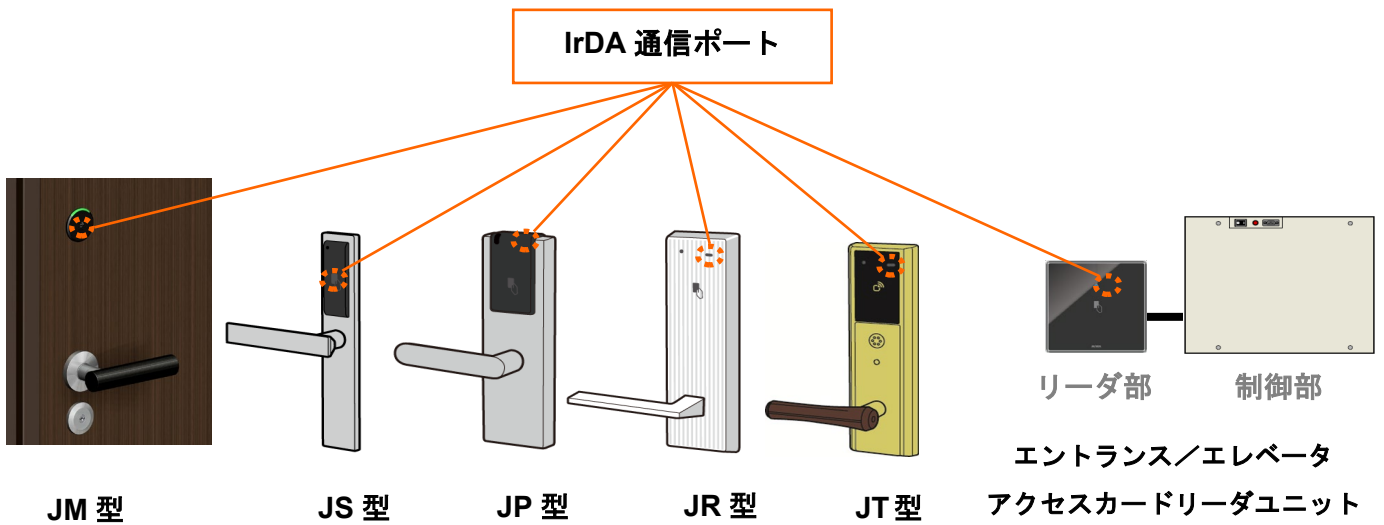 IrDA 通信ポート
リーダ部
制御部
エントランス／エレベータ
アクセスカードリーダユニット
JM 型
JS 型
JP 型
JR 型
JT型